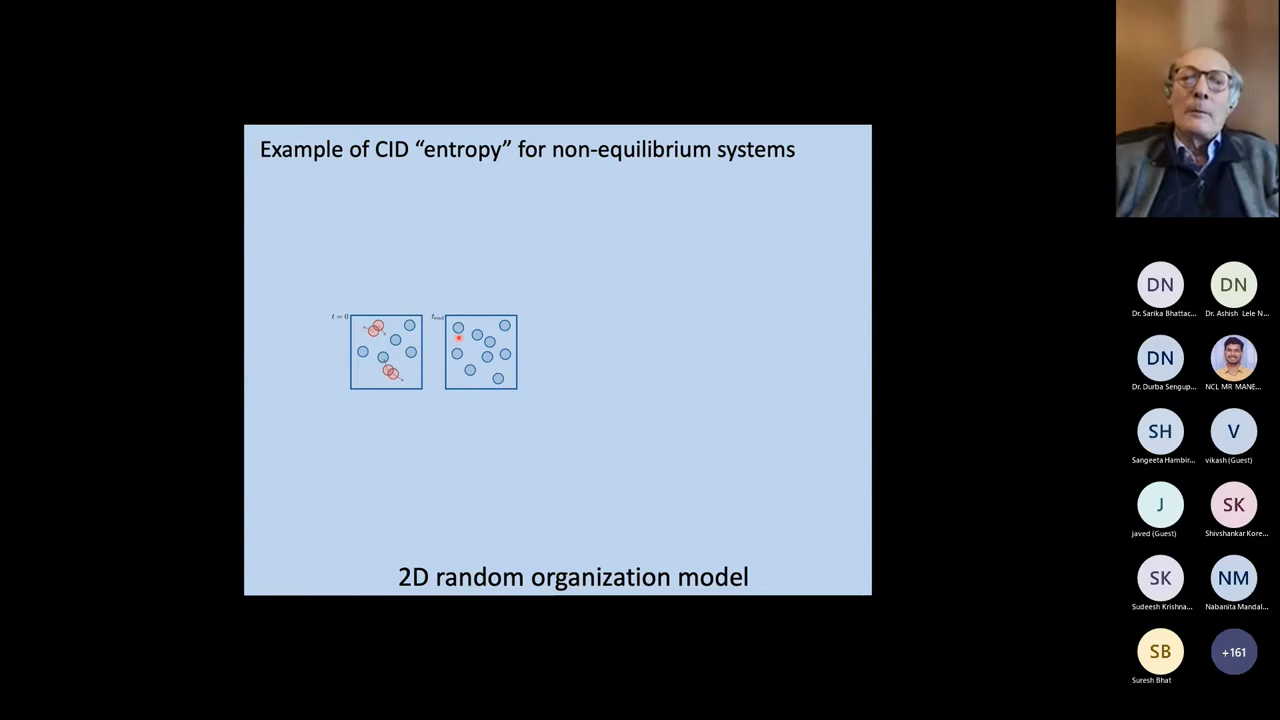 Example of CID “entropy” for non-equilibrium systems
t = 0
t_end
2D random organization model
DN
DN
Dr. Sarika Bhattac...
Dr. Ashish Lele N...
DN
Dr. Durba Sengup...
NCL MR MANE...
SH
V
Sangeeta Hambir...
vikash (Guest)
J
SK
javed (Guest)
Shivshankar Kore...
SK
NM
Sudeesh Krishna...
Nabanita Mandal...
SB
+161
Suresh Bhat